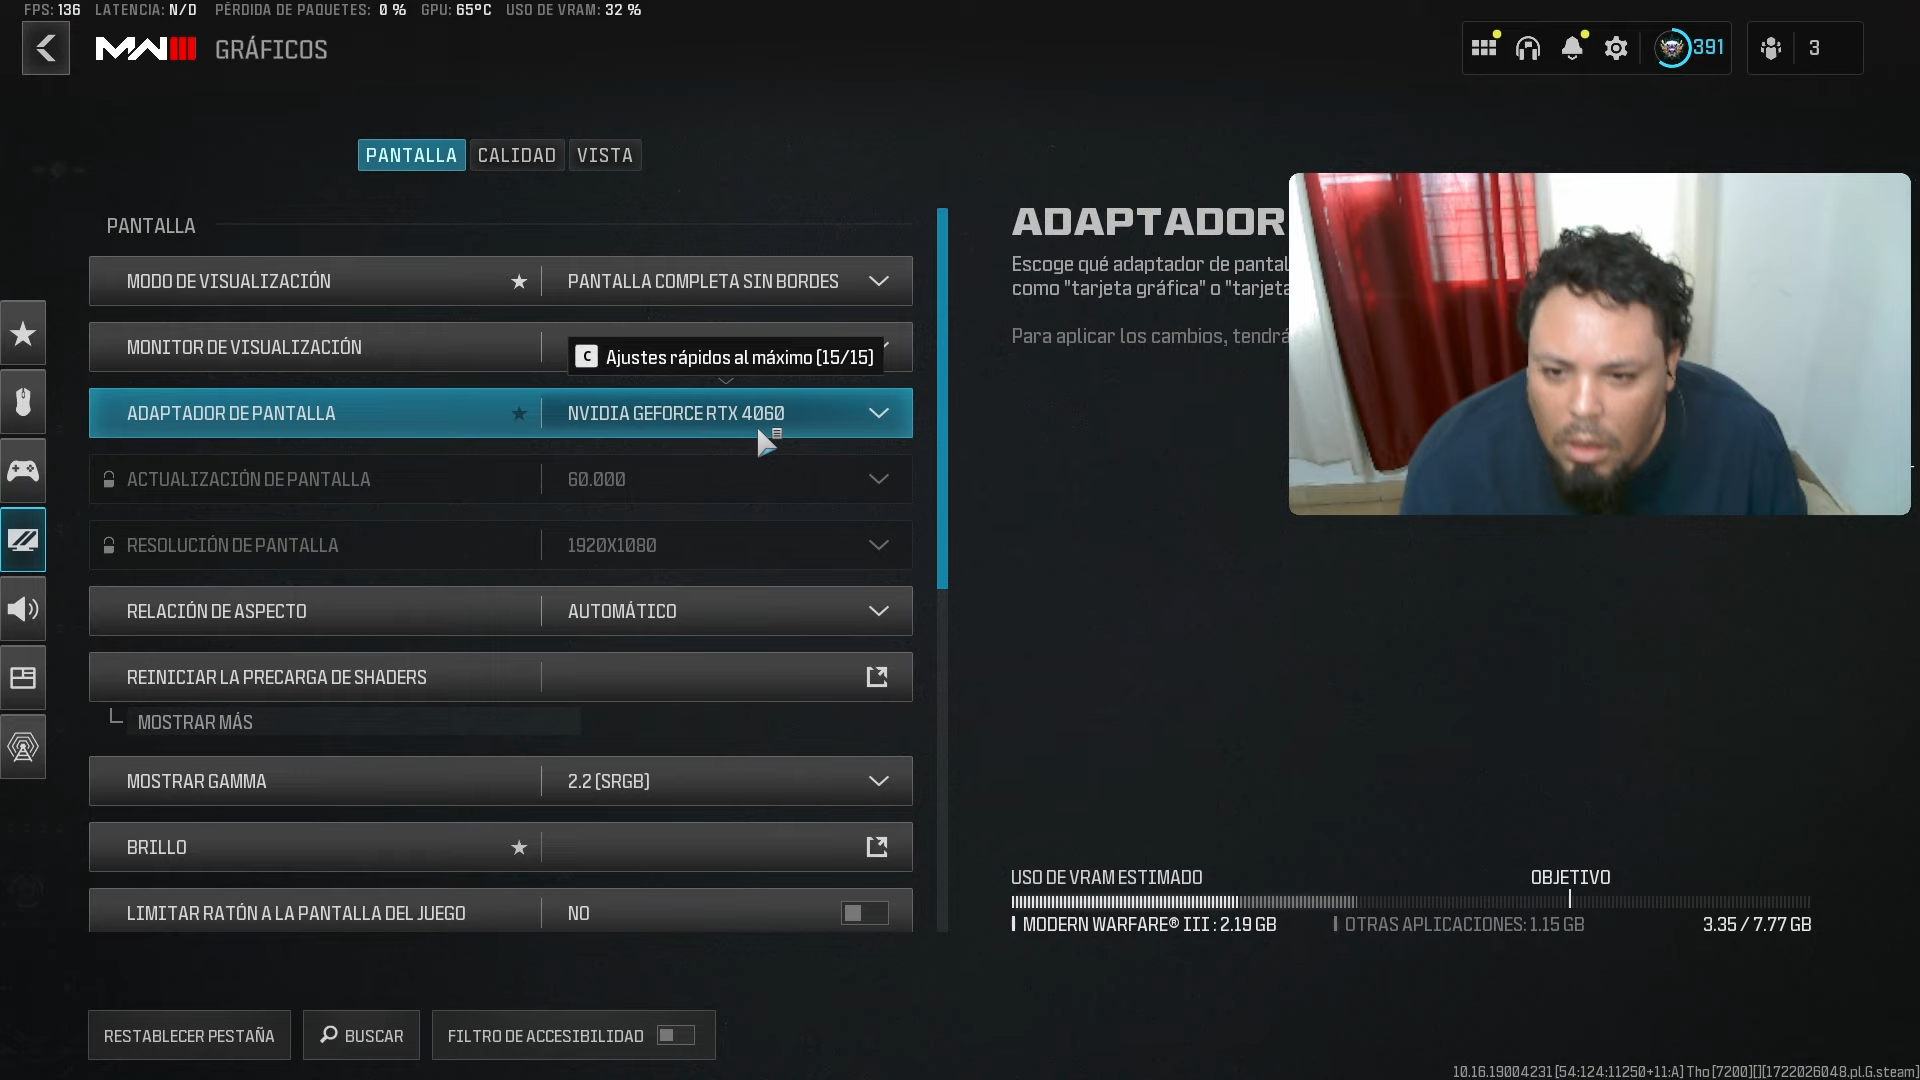 FPS: 136 LATENCIA: N/D PÉRDIDA DE PAQUETES: 0 % GPU: 65ºC USO DE VRAM: 32 %
MWIII GRÁFICOS
391
3
PANTALLA CALIDAD VISTA
PANTALLA
MODO DE VISUALIZACIÓN PANTALLA COMPLETA SIN BORDES
MONITOR DE VISUALIZACIÓN
C Ajustes rápidos al máximo [15/15]
ADAPTADOR DE PANTALLA NVIDIA GEFORCE RTX 4060
ACTUALIZACIÓN DE PANTALLA 60.000
RESOLUCIÓN DE PANTALLA 1920X1080
RELACIÓN DE ASPECTO AUTOMÁTICO
REINICIAR LA PRECARGA DE SHADERS
MOSTRAR MÁS
MOSTRAR GAMMA 2.2 [SRGB]
BRILLO
LIMITAR RATÓN A LA PANTALLA DEL JUEGO NO
ADAPTADOR
Escoge qué adaptador de pantal
como "tarjeta gráfica" o "tarjeta
Para aplicar los cambios, tendrá
USO DE VRAM ESTIMADO OBJETIVO
MODERN WARFARE® III : 2.19 GB OTRAS APLICACIONES: 1.15 GB 3.35 / 7.77 GB
RESTABLECER PESTAÑA BUSCAR FILTRO DE ACCESIBILIDAD
10.16.19004231 [54:124:11250+11:A] Tho [7200][][1722026048.pl.G.steam]